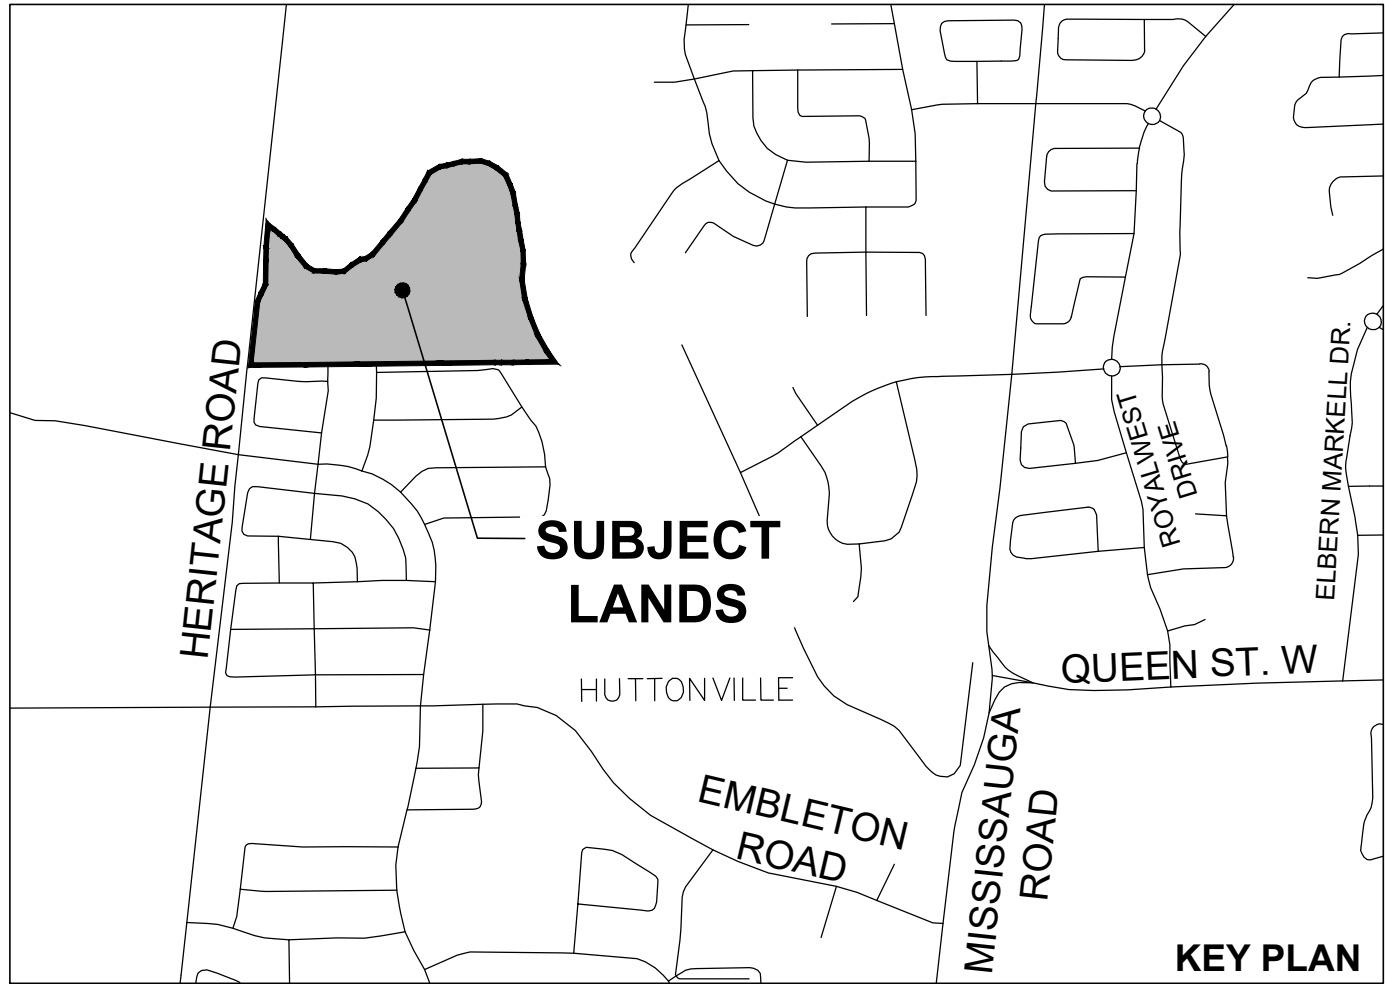 HERITAGE ROAD
SUBJECT
LANDS
HUTTONVILLE
ROYALWEST
DRIVE
ELBERN MARKELL DR.
QUEEN ST. W
EMBLETON
ROAD
MISSISSAUGA
ROAD
KEY PLAN